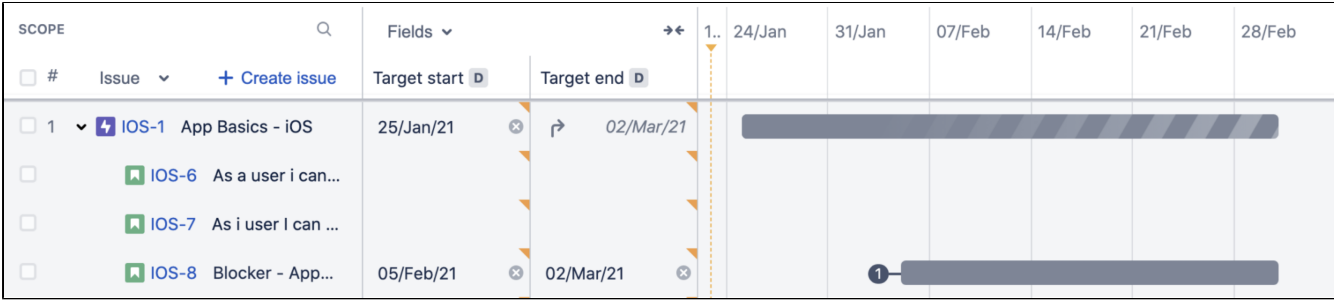 SCOPE Fields 1.. 24/Jan 31/Jan 07/Feb 14/Feb 21/Feb 28/Feb
# Issue + Create issue Target start D Target end D
1 IOS-1 App Basics - iOS 25/Jan/21 02/Mar/21
IOS-6 As a user i can...
IOS-7 As i user I can ...
IOS-8 Blocker - App... 05/Feb/21 02/Mar/21 1